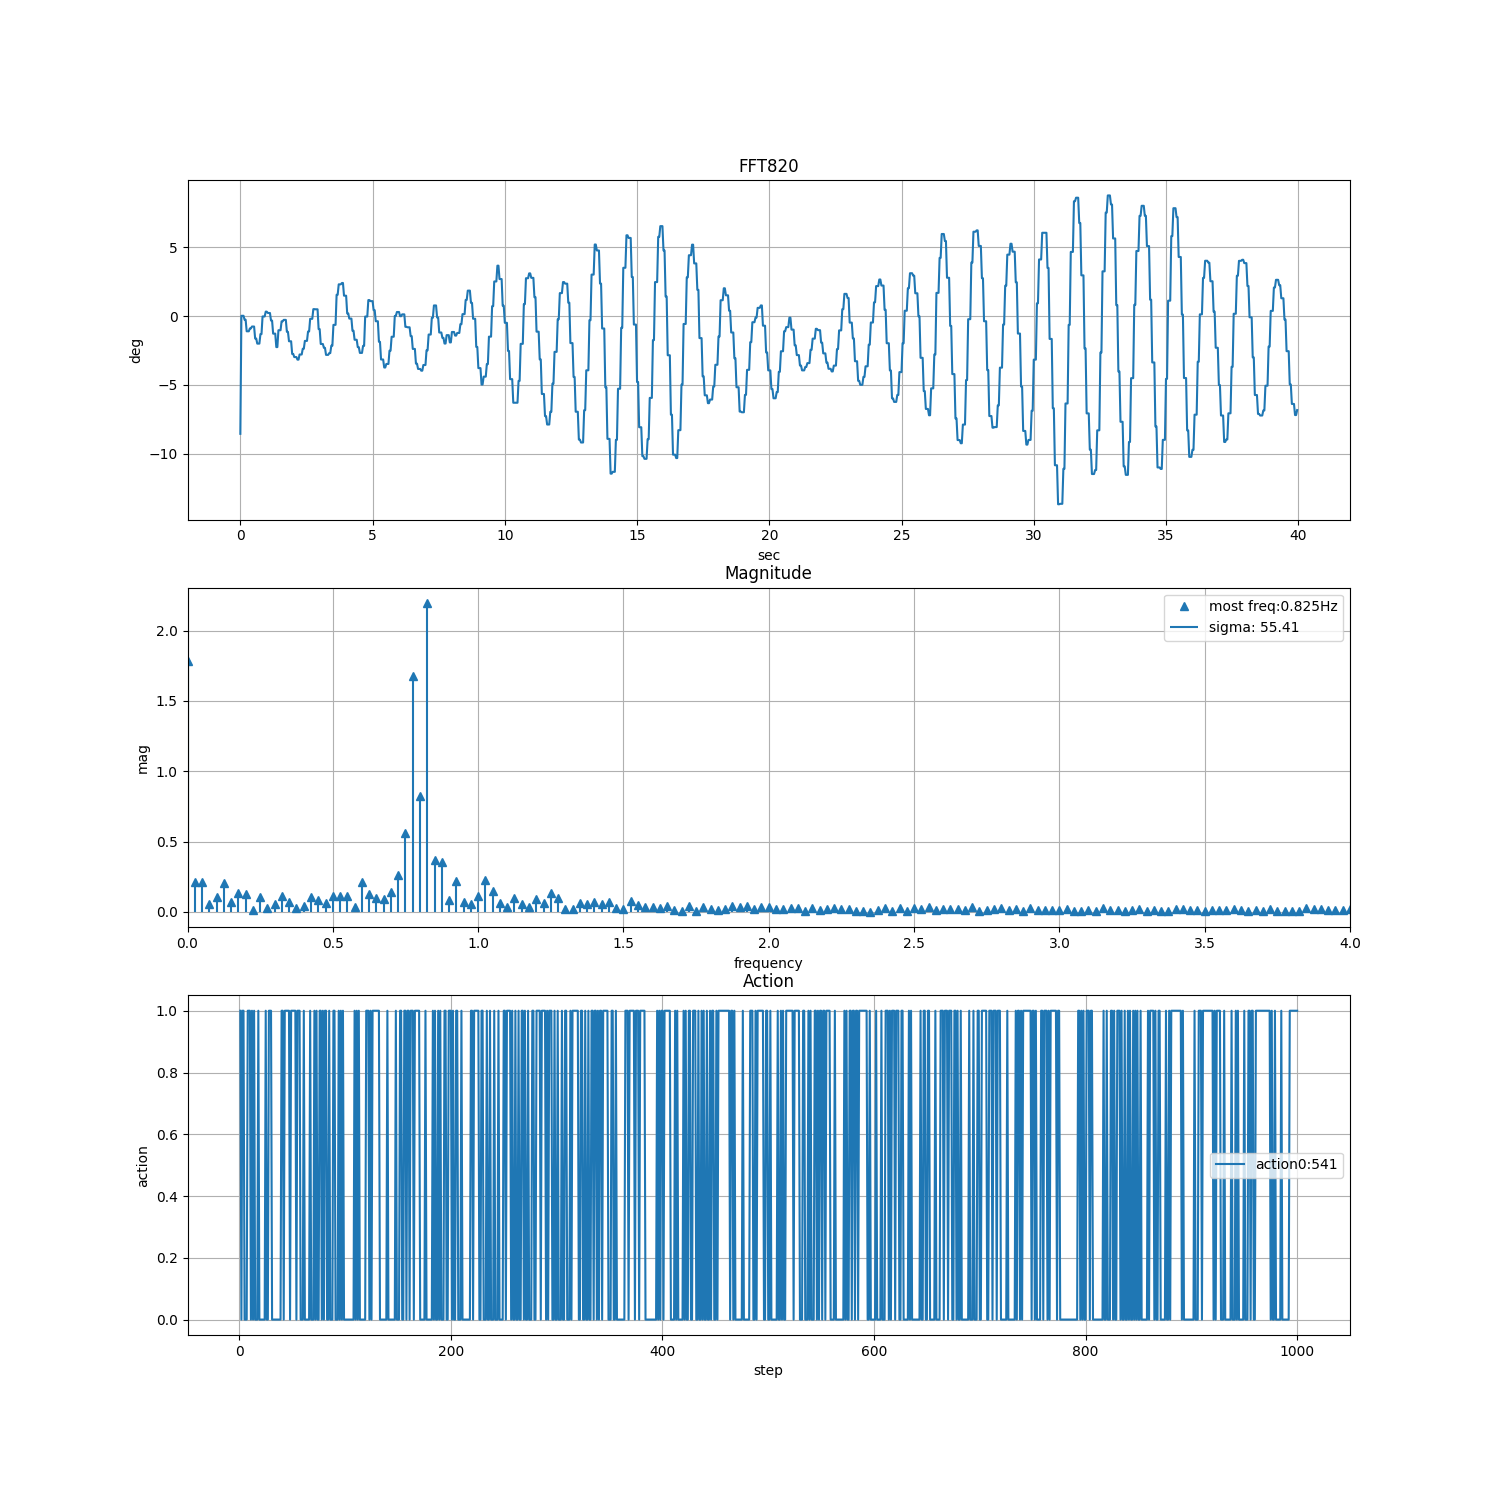 FFT820
deg
5
0
−5
−10
0 5 10 15 20 25 30 35 40
sec
Magnitude
mag
2.0
1.5
1.0
0.5
0.0
most freq:0.825Hz
sigma: 55.41
0.0 0.5 1.0 1.5 2.0 2.5 3.0 3.5 4.0
frequency
Action
action
1.0
0.8
0.6
0.4
0.2
0.0
action0:541
0 200 400 600 800 1000
step